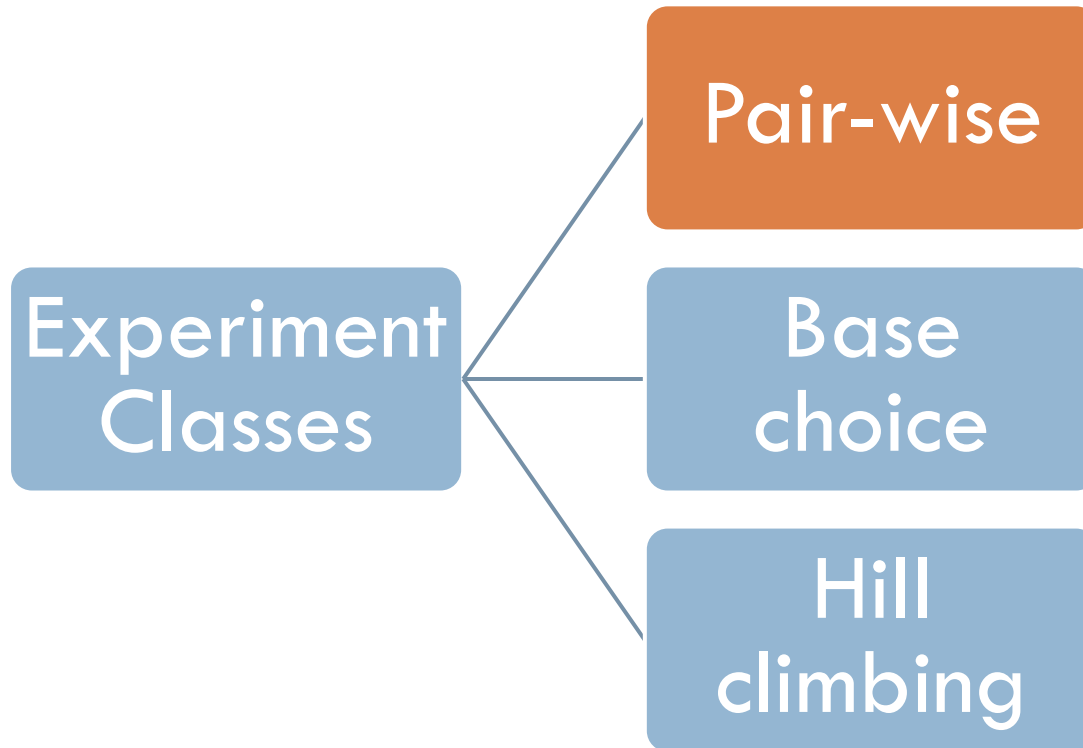 Experiment
Classes
Pair-wise
Base
choice
Hill
climbing